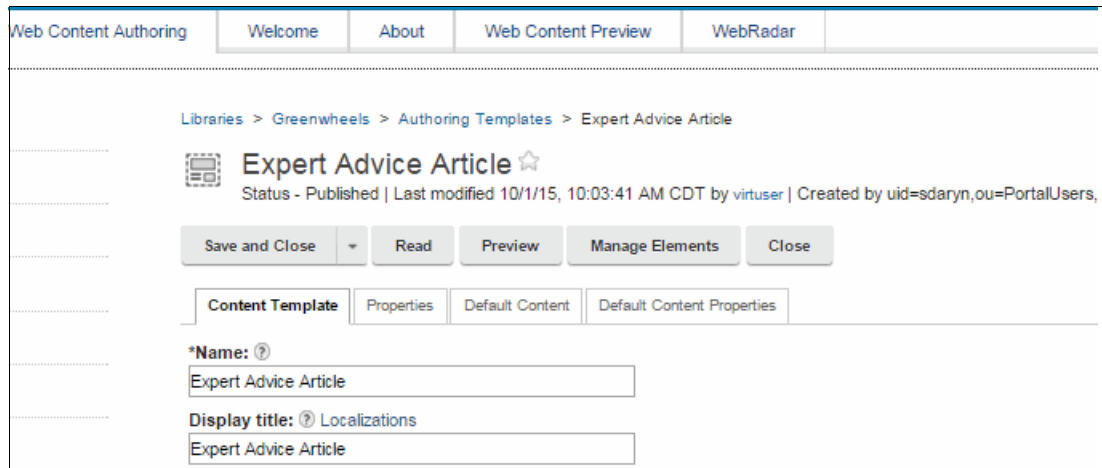 Web Content Authoring Welcome About Web Content Preview WebRadar
Libraries > Greenwheels > Authoring Templates > Expert Advice Article
Expert Advice Article
Status - Published | Last modified 10/1/15, 10:03:41 AM CDT by virtuser | Created by uid=sdaryn,ou=PortalUsers,
Save and Close Read Preview Manage Elements Close
Content Template Properties Default Content Default Content Properties
*Name: ?
Expert Advice Article
Display title: ? Localizations
Expert Advice Article